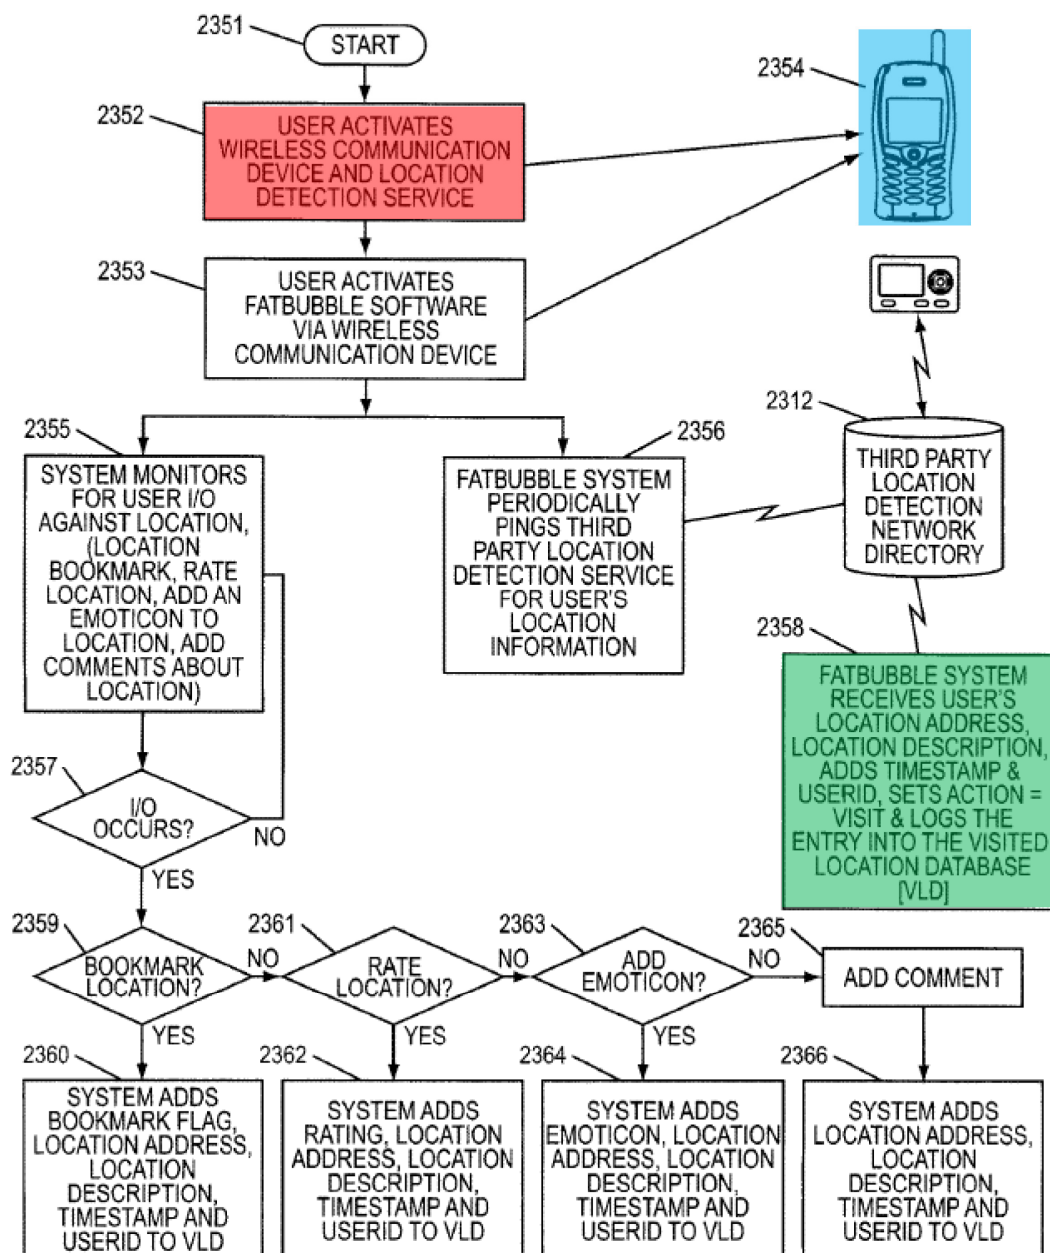 2351
START
2352
USER ACTIVATES
WIRELESS COMMUNICATION
DEVICE AND LOCATION
DETECTION SERVICE
2354
2353
USER ACTIVATES
FATBUBBLE SOFTWARE
VIA WIRELESS
COMMUNICATION DEVICE
2355
SYSTEM MONITORS
FOR USER I/O
AGAINST LOCATION,
(LOCATION
BOOKMARK, RATE
LOCATION, ADD AN
EMOTICON TO
LOCATION, ADD
COMMENTS ABOUT
LOCATION)
2356
FATBUBBLE SYSTEM
PERIODICALLY
PINGS THIRD
PARTY LOCATION
DETECTION SERVICE
FOR USER'S
LOCATION
INFORMATION
2312
THIRD PARTY
LOCATION
DETECTION
NETWORK
DIRECTORY
2358
FATBUBBLE SYSTEM
RECEIVES USER'S
LOCATION ADDRESS,
LOCATION DESCRIPTION,
ADDS TIMESTAMP &
USERID, SETS ACTION =
VISIT & LOGS THE
ENTRY INTO THE VISITED
LOCATION DATABASE
[VLD]
2357
I/O
OCCURS?
NO
YES
2359
BOOKMARK
LOCATION?
NO
YES
2361
RATE
LOCATION?
NO
YES
2363
ADD
EMOTICON?
NO
YES
2365
ADD COMMENT
2360
SYSTEM ADDS
BOOKMARK FLAG,
LOCATION ADDRESS,
LOCATION
DESCRIPTION,
TIMESTAMP AND
USERID TO VLD
2362
SYSTEM ADDS
RATING, LOCATION
ADDRESS, LOCATION
DESCRIPTION,
TIMESTAMP AND
USERID TO VLD
2364
SYSTEM ADDS
EMOTICON, LOCATION
ADDRESS, LOCATION
DESCRIPTION,
TIMESTAMP AND
USERID TO VLD
2366
SYSTEM ADDS
LOCATION ADDRESS,
LOCATION
DESCRIPTION,
TIMESTAMP AND
USERID TO VLD